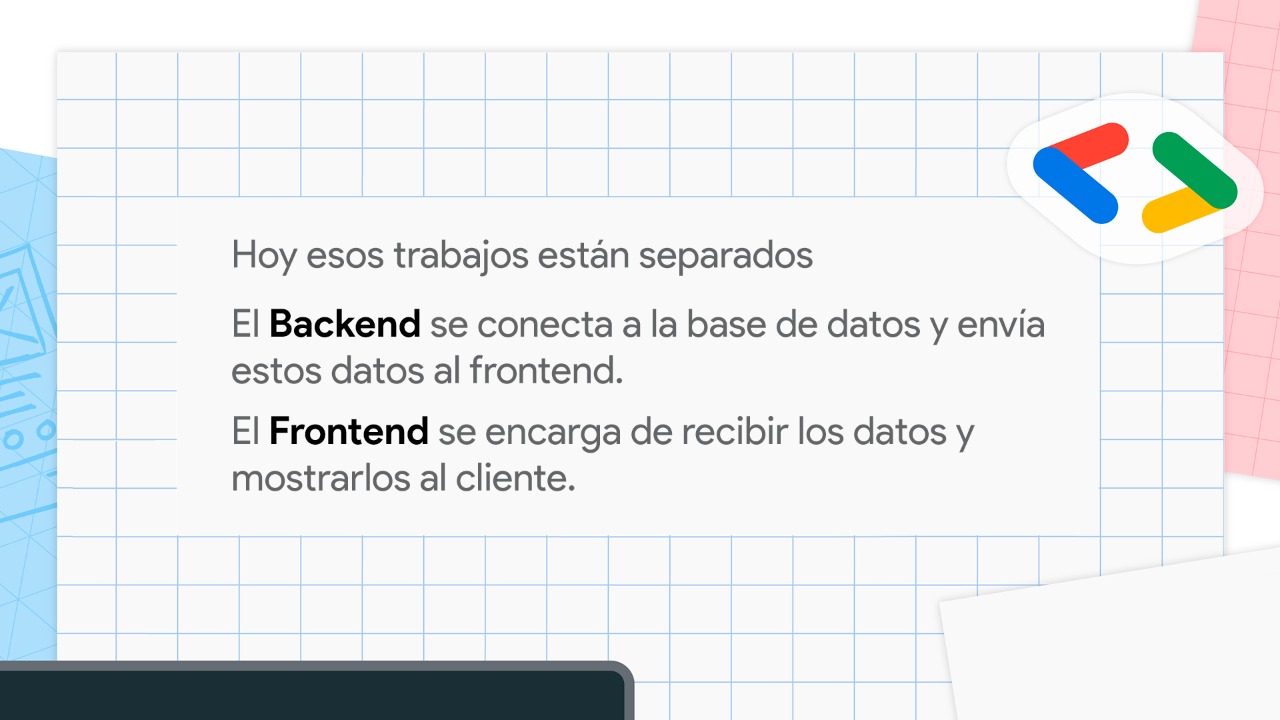 Hoy esos trabajos están separados
El Backend se conecta a la base de datos y envía
estos datos al frontend.
El Frontend se encarga de recibir los datos y
mostrarlos al cliente.